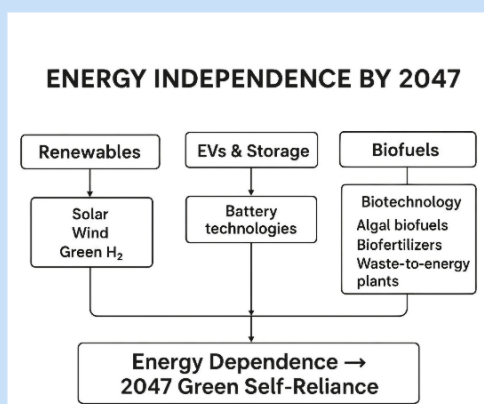 ENERGY INDEPENDENCE BY 2047
Renewables
Solar
Wind
Green H₂
EVs & Storage
Battery
technologies
Biofuels
Biotechnology
Algal biofuels
Biofertilizers
Waste-to-energy
plants
Energy Dependence →
2047 Green Self-Reliance